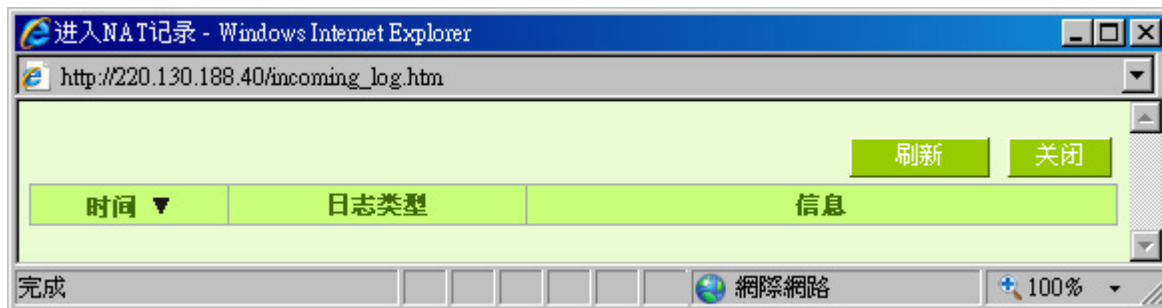 进入NAT记录 - Windows Internet Explorer
http://220.130.188.40/incoming_log.htm
刷新 关闭
时间 ▼ 日志类型 信息
完成 網際網路 100%